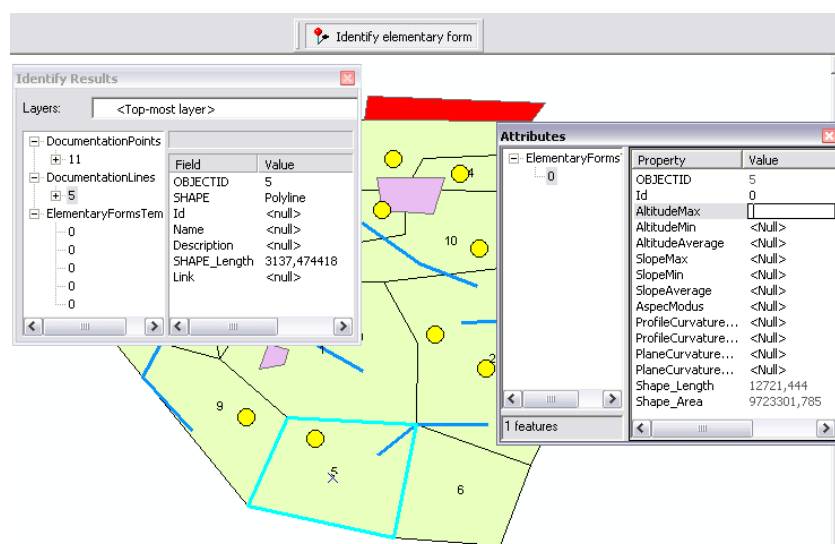 Identify elementary form
Identify Results
Layers: <Top-most layer>
DocumentationPoints
11
DocumentationLines
5
ElementaryFormsTem
0
0
0
0
0
Field Value
OBJECTID 5
SHAPE Polyline
Id <null>
Name <null>
Description <null>
SHAPE_Length 3137,474418
Link <null>
Attributes
ElementaryFormsT
0
1 features
Property Value
OBJECTID 5
Id 0
AltitudeMax
AltitudeMin <Null>
AltitudeAverage <Null>
SlopeMax <Null>
SlopeMin <Null>
SlopeAverage <Null>
AspecModus <Null>
ProfileCurvature... <Null>
ProfileCurvature... <Null>
PlaneCurvature... <Null>
PlaneCurvature... <Null>
Shape_Length 12721,444
Shape_Area 9723301,785
4
10
2
9
5
6